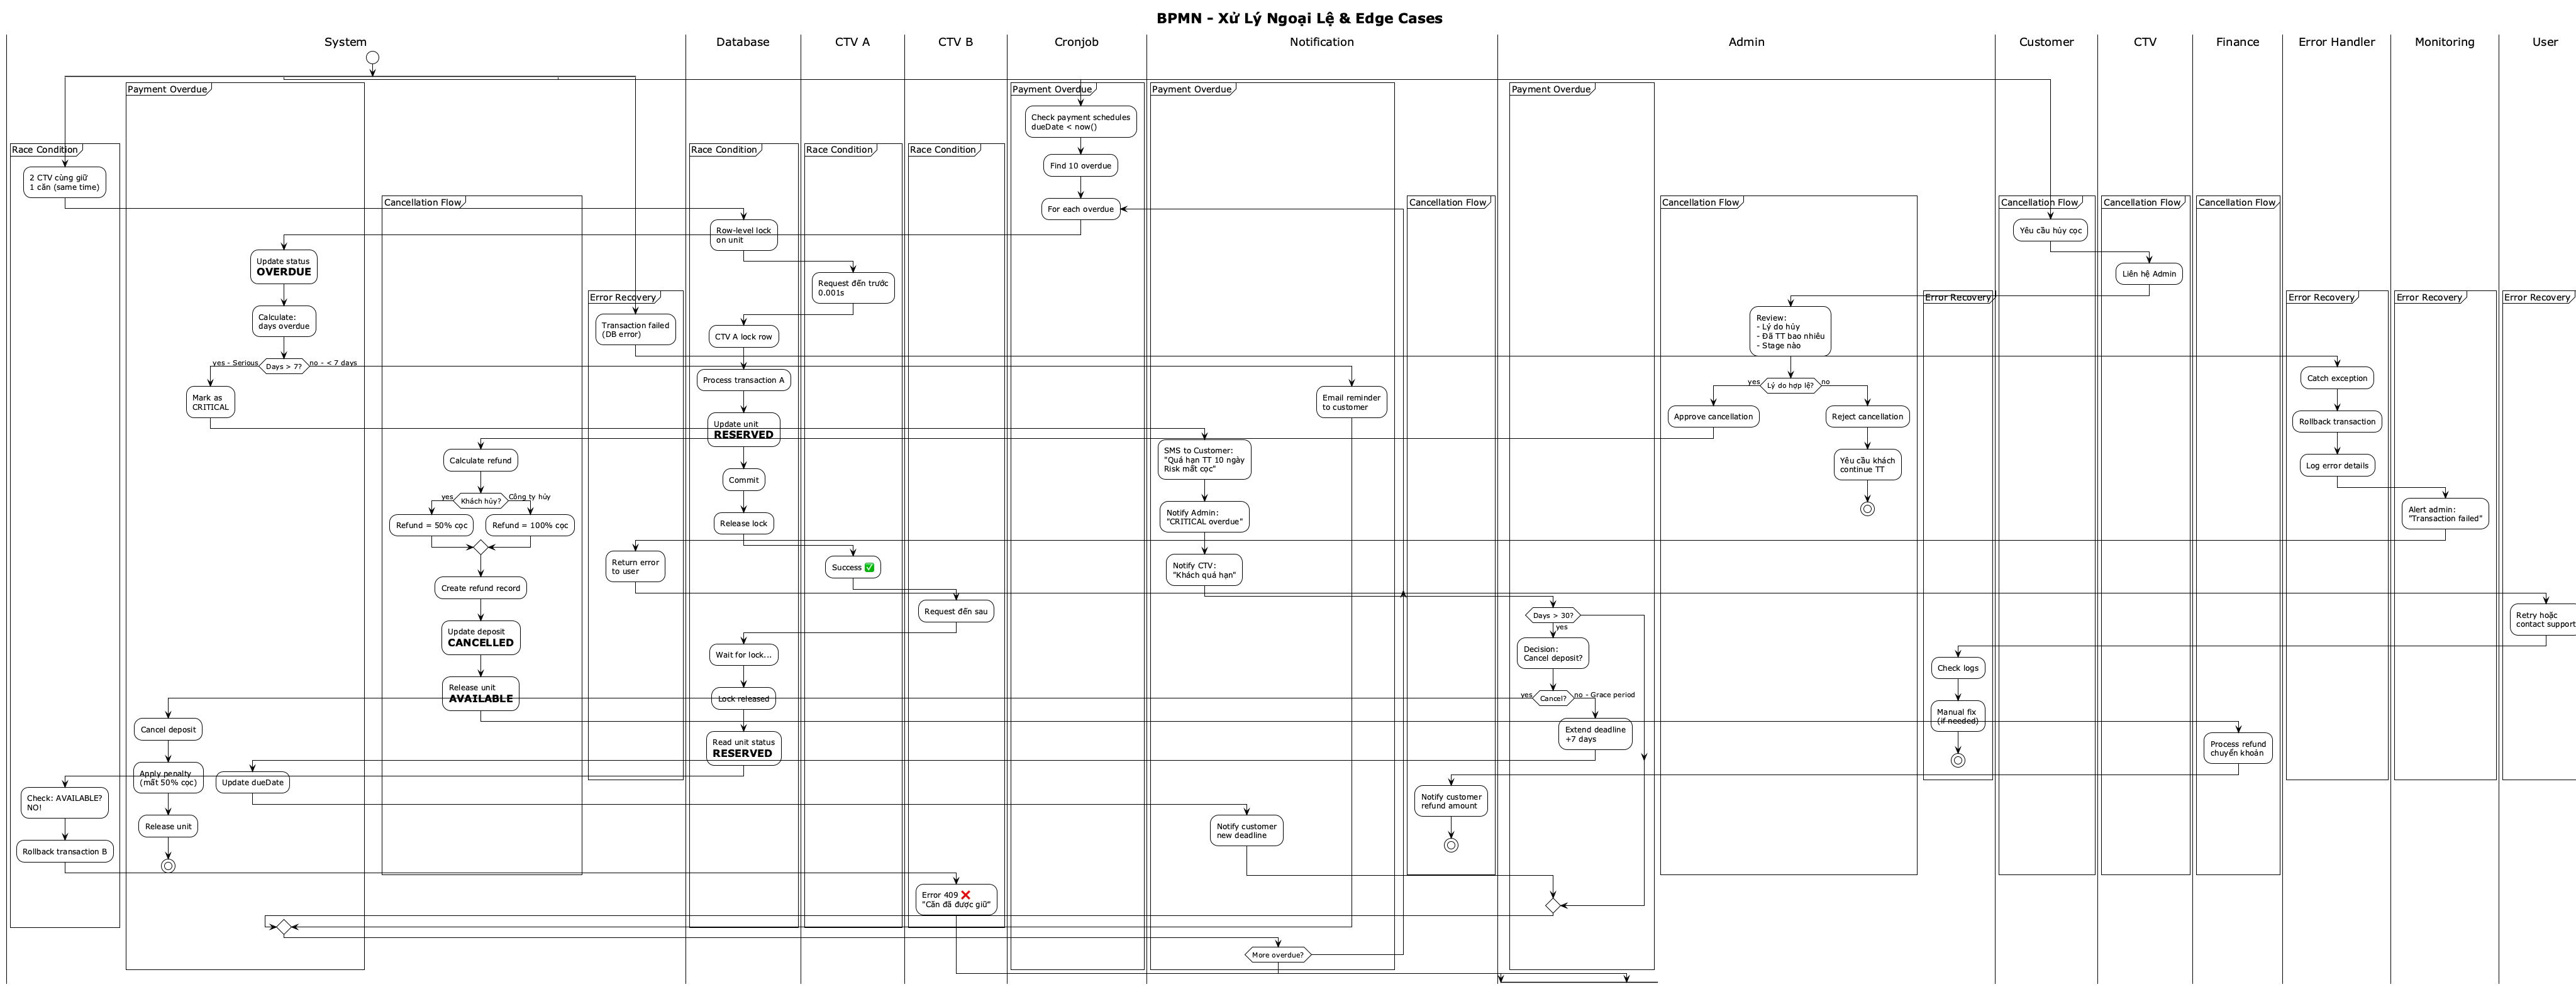 BPMN - Xử Lý Ngoại Lệ & Edge Cases
System
Database
CTV A
CTV B
Cronjob
Notification
Admin
Customer
CTV
Finance
Error Handler
Monitoring
User
Payment Overdue
Payment Overdue
Payment Overdue
Payment Overdue
Check payment schedules
dueDate < now()
Race Condition
Race Condition
Race Condition
Race Condition
Find 10 overdue
2 CTV cùng giữ
1 căn (same time)
Cancellation Flow
Cancellation Flow
Cancellation Flow
Cancellation Flow
Cancellation Flow
Cancellation Flow
For each overdue
Row-level lock
on unit
Yêu cầu hủy cọc
Update status
OVERDUE
Liên hệ Admin
Request đến trước
0.001s
Error Recovery
Error Recovery
Error Recovery
Error Recovery
Error Recovery
Calculate:
days overdue
Transaction failed
(DB error)
CTV A lock row
Review:
- Lý do hủy
- Đã TT bao nhiêu
- Stage nào
yes - Serious
Days > 7?
no - < 7 days
Process transaction A
Catch exception
yes
Lý do hợp lệ?
no
Mark as
CRITICAL
Email reminder
to customer
Approve cancellation
Reject cancellation
Rollback transaction
Update unit
RESERVED
Calculate refund
SMS to Customer:
"Quá hạn TT 10 ngày
Risk mất cọc"
Yêu cầu khách
continue TT
Log error details
Commit
yes
Khách hủy?
Công ty hủy
Refund = 50% cọc
Refund = 100% cọc
Release lock
Notify Admin:
"CRITICAL overdue"
Alert admin:
"Transaction failed"
Return error
to user
Success ✅
Notify CTV:
"Khách quá hạn"
Create refund record
Request đến sau
Days > 30?
yes
Retry hoặc
contact support
Update deposit
CANCELLED
Wait for lock...
Decision:
Cancel deposit?
Check logs
Release unit
AVAILABLE
Lock released
yes
Cancel?
no - Grace period
Manual fix
(if needed)
Cancel deposit
Read unit status
RESERVED
Extend deadline
+7 days
Process refund
chuyển khoản
Apply penalty
(mất 50% cọc)
Update dueDate
Check: AVAILABLE?
NO!
Notify customer
refund amount
Release unit
Notify customer
new deadline
Rollback transaction B
Error 409 ❌
"Căn đã được giữ"
More overdue?